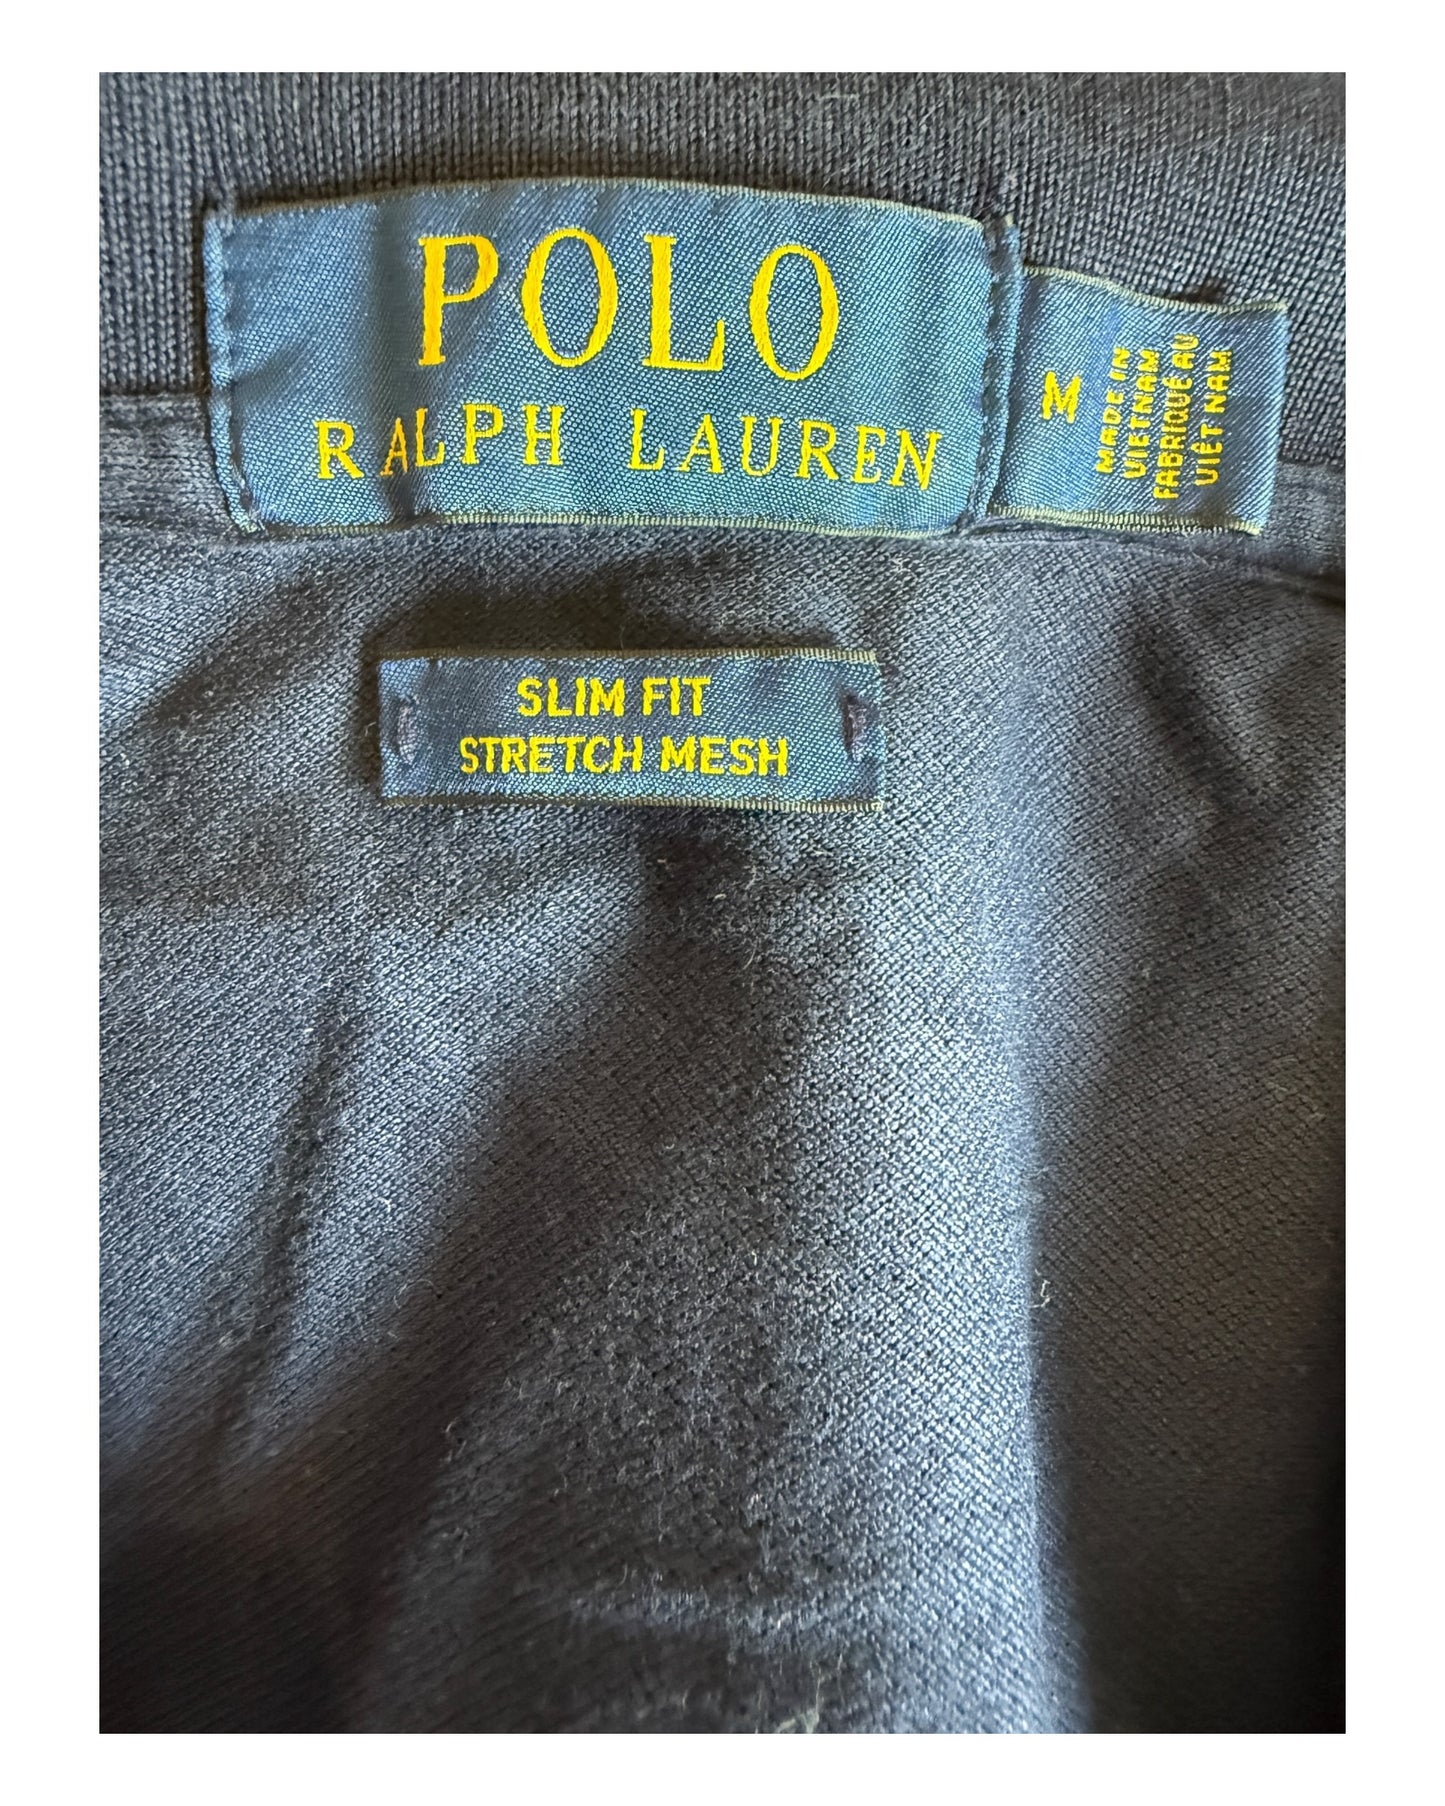 POLO
RALPH LAUREN
M
MADE IN
VIETNAM
FABRIQUÉ AU
VIÊT NAM
SLIM FIT
STRETCH MESH